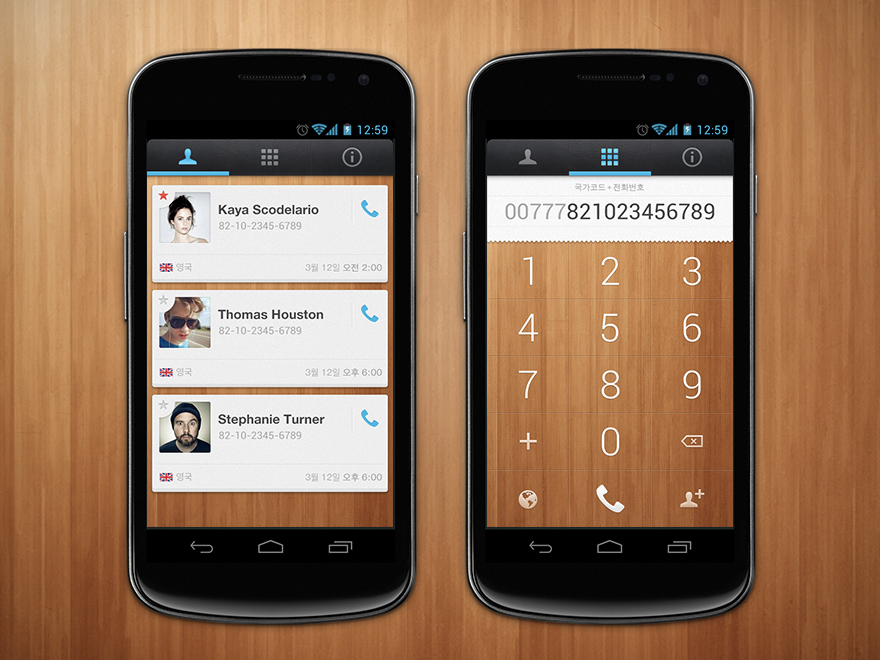 12:59
Kaya Scodelario
82-10-2345-6789
영국
3월 12일 오전 2:00
Thomas Houston
82-10-2345-6789
영국
3월 12일 오후 6:00
Stephanie Turner
82-10-2345-6789
영국
3월 12일 오후 6:00
12:59
국가코드 + 전화번호
00777821023456789
1 2 3
4 5 6
7 8 9
+ 0